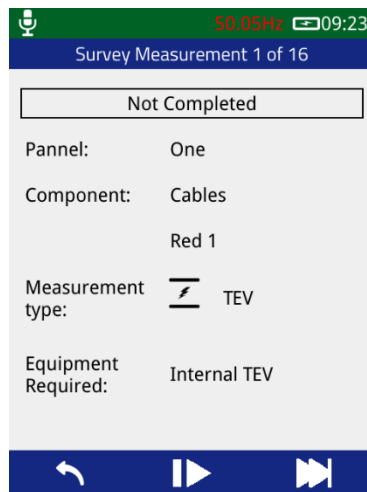 50.05Hz 09:23
Survey Measurement 1 of 16
Not Completed
Pannel: One
Component: Cables
Red 1
Measurement type: TEV
Equipment Required: Internal TEV